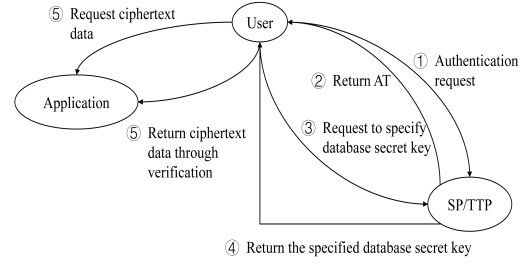 ⑤ Request ciphertext
data
User
① Authentication
request
② Return AT
Application
③ Request to specify
database secret key
⑤ Return ciphertext
data through
verification
SP/TTP
④ Return the specified database secret key